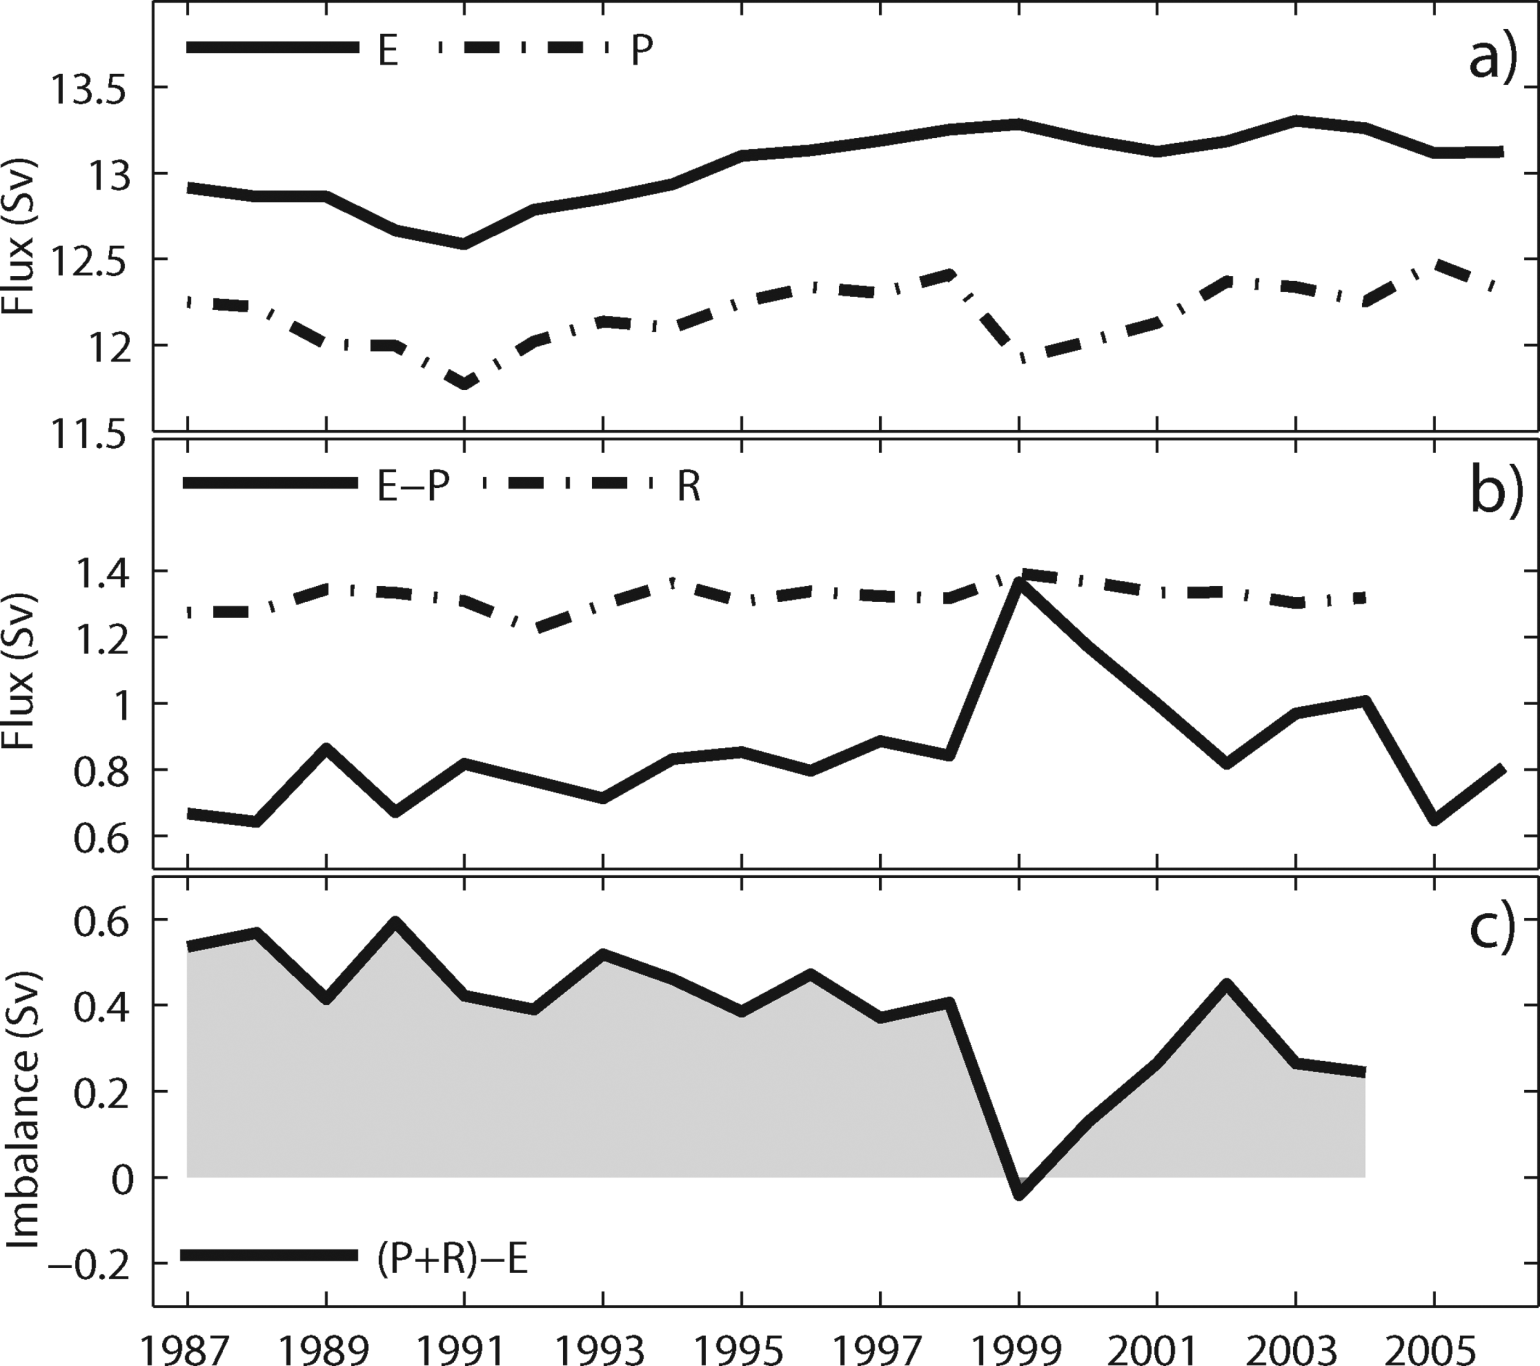 E P a)
13.5
13
12.5
12
11.5
Flux (Sv)
E−P R b)
1.4
1.2
1
0.8
0.6
Flux (Sv)
c)
0.6
0.4
0.2
0
−0.2
Imbalance (Sv)
(P+R)−E
1987 1989 1991 1993 1995 1997 1999 2001 2003 2005